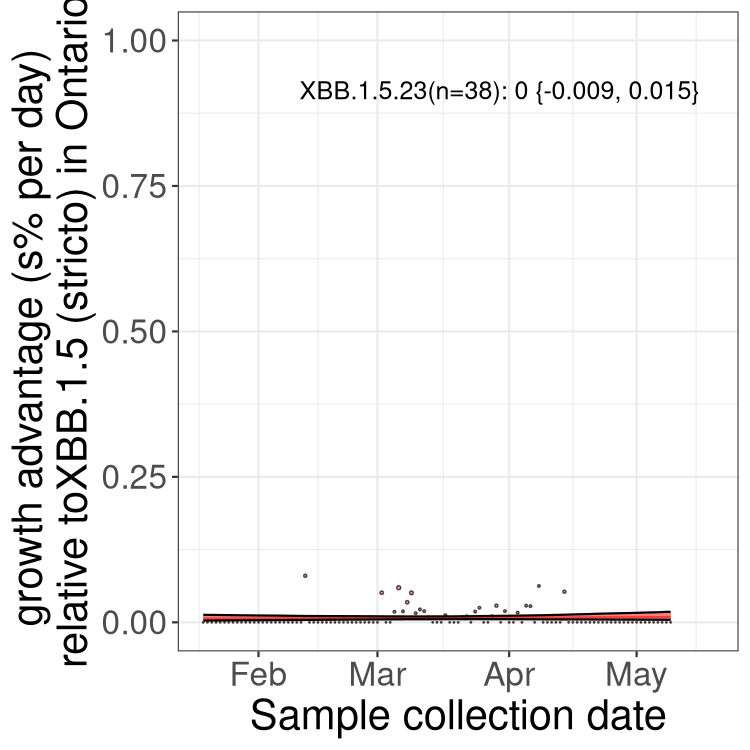 growth advantage (s% per day)
relative toXBB.1.5 (stricto) in Ontario
1.00
0.75
0.50
0.25
0.00
XBB.1.5.23(n=38): 0 {-0.009, 0.015}
Feb Mar Apr May
Sample collection date